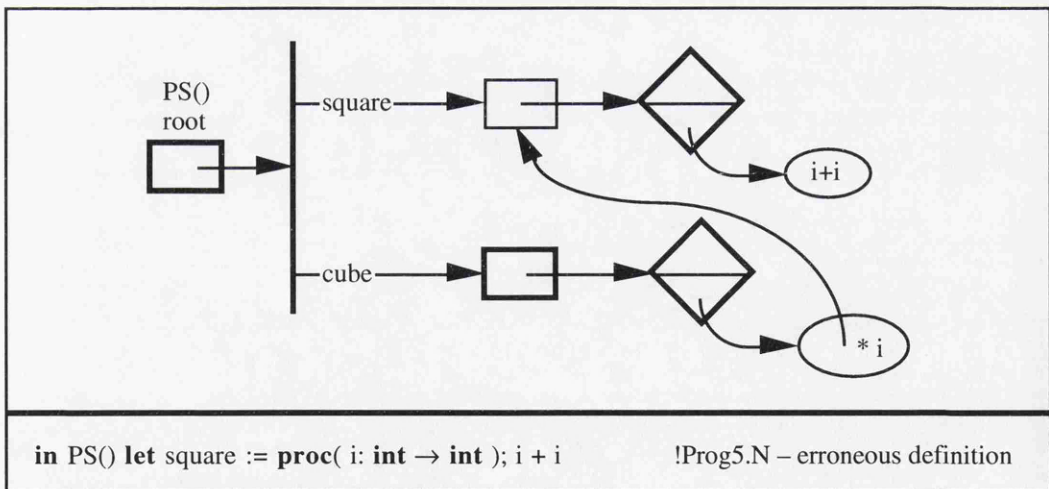 PS()
root
square
i+i
cube
* i
in PS() let square := proc( i: int → int ); i + i !Prog5.N – erroneous definition